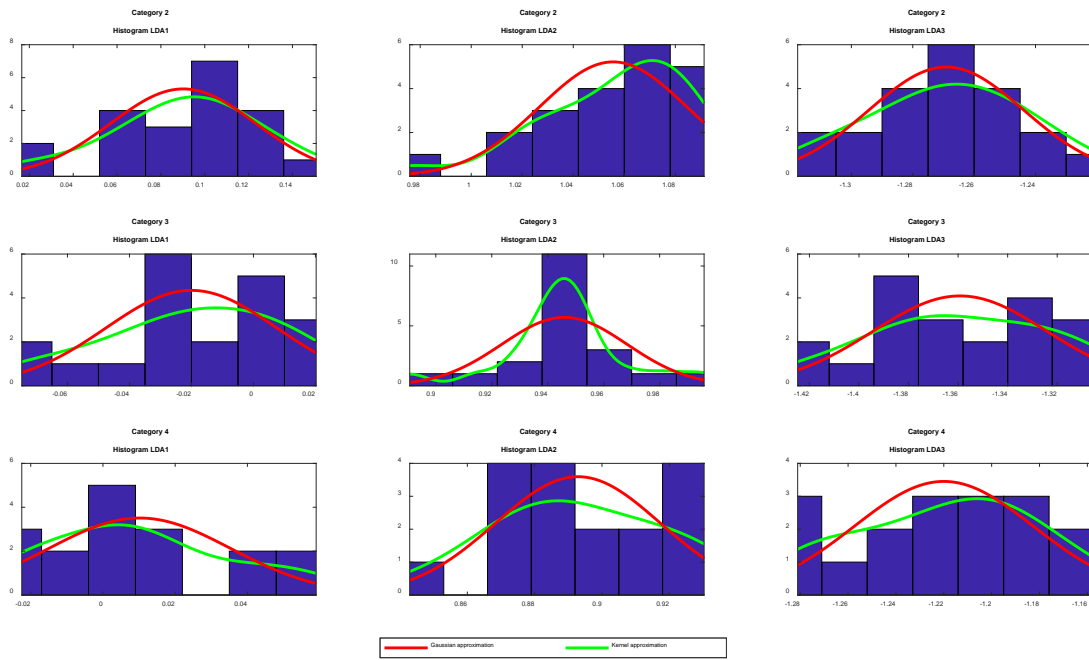 Category 2
Histogram LDA1
8
6
4
2
0
0.02 0.04 0.06 0.08 0.1 0.12 0.14
Category 2
Histogram LDA2
6
4
2
0
0.98 1 1.02 1.04 1.06 1.08
Category 2
Histogram LDA3
6
4
2
0
-1.3 -1.28 -1.26 -1.24
Category 3
Histogram LDA1
6
4
2
0
-0.06 -0.04 -0.02 0 0.02
Category 3
Histogram LDA2
10
5
0
0.9 0.92 0.94 0.96 0.98
Category 3
Histogram LDA3
6
4
2
0
-1.42 -1.4 -1.38 -1.36 -1.34 -1.32
Category 4
Histogram LDA1
6
4
2
0
-0.02 0 0.02 0.04
Category 4
Histogram LDA2
4
3
2
1
0
0.86 0.88 0.9 0.92
Category 4
Histogram LDA3
4
3
2
1
0
-1.28 -1.26 -1.24 -1.22 -1.2 -1.18 -1.16
Gaussian approximation Kernel approximation